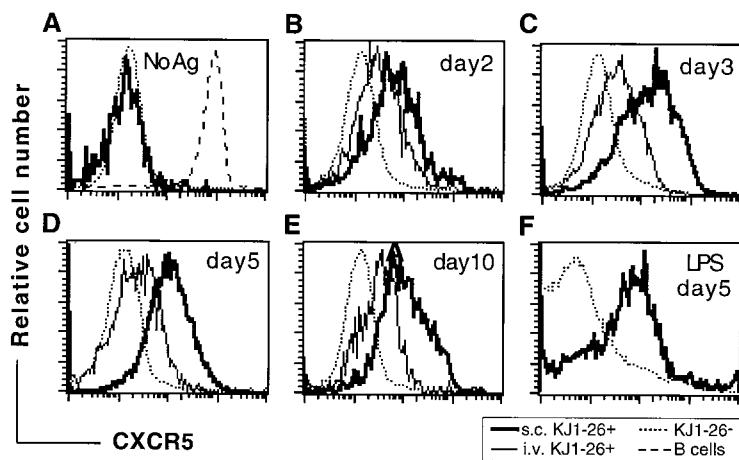 A
NoAg
B
day2
C
day3
D
day5
E
day10
F
LPS
day5
Relative cell number
CXCR5
s.c. KJ1-26+
KJ1-26-
i.v. KJ1-26+
B cells